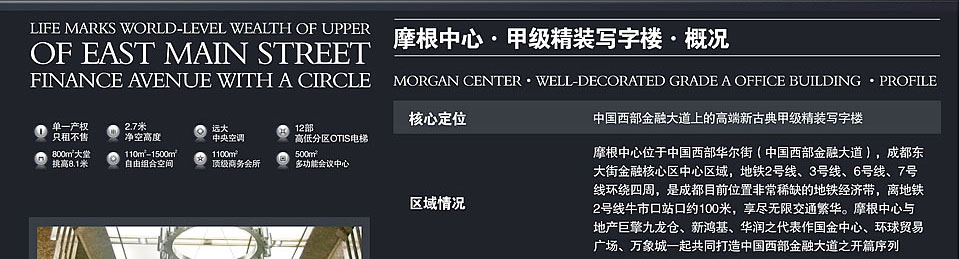 LIFE MARKS WORLD-LEVEL WEALTH OF UPPER
OF EAST MAIN STREET
FINANCE AVENUE WITH A CIRCLE
单一产权
只租不售
2.7米
净空高度
远大
中央空调
12部
高低分区OTIS电梯
800m²大堂
挑高8.1米
110m²-1500m²
自由组合空间
1100m²
顶级商务会所
500m²
多功能会议中心
摩根中心·甲级精装写字楼·概况
MORGAN CENTER·WELL-DECORATED GRADE A OFFICE BUILDING ·PROFILE
核心定位
中国西部金融大道上的高端新古典甲级精装写字楼
区域情况
摩根中心位于中国西部华尔街（中国西部金融大道），成都东
大街金融核心区中心区域，地铁2号线、3号线、6号线、7号
线环绕四周，是成都目前位置非常稀缺的地铁经济带，离地铁
2号线牛市口站口约100米，享尽无限交通繁华。摩根中心与
地产巨擎九龙仓、新鸿基、华润之代表作国金中心、环球贸易
广场、万象城一起共同打造中国西部金融大道之开篇序列